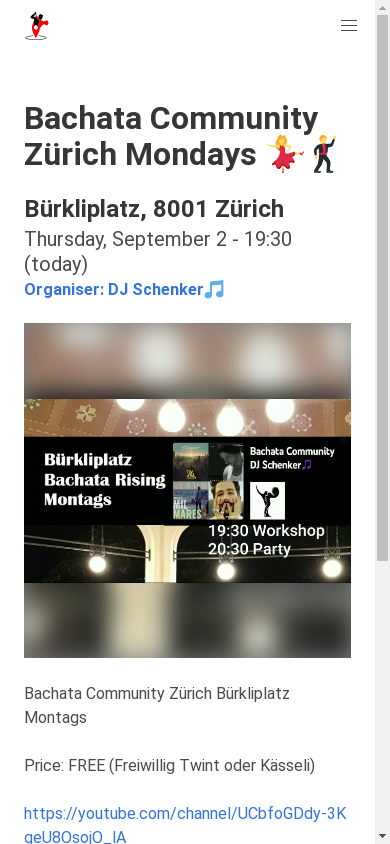 Bachata Community
Zürich Mondays 💃🕺
Bürkliplatz, 8001 Zürich
Thursday, September 2 - 19:30
(today)
Organiser: DJ Schenker🎵
Bürkliplatz
Bachata Rising
Montags
Bachata Community
DJ Schenker🎵
19:30 Workshop
20:30 Party
Bachata Community Zürich Bürkliplatz
Montags
Price: FREE (Freiwillig Twint oder Kässeli)
https://youtube.com/channel/UCbfoGDdy-3K
geU8OsojO_lA